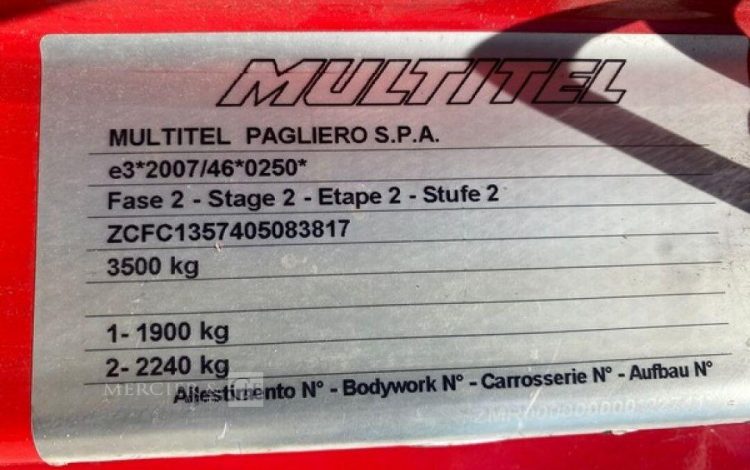 MULTITEL
MULTITEL PAGLIERO S.P.A.
e3*2007/46*0250*
Fase 2 - Stage 2 - Etape 2 - Stufe 2
ZCFC1357405083817
3500 kg
1- 1900 kg
2- 2240 kg
Allestimento N° - Bodywork N° - Carrosserie N° - Aufbau N°